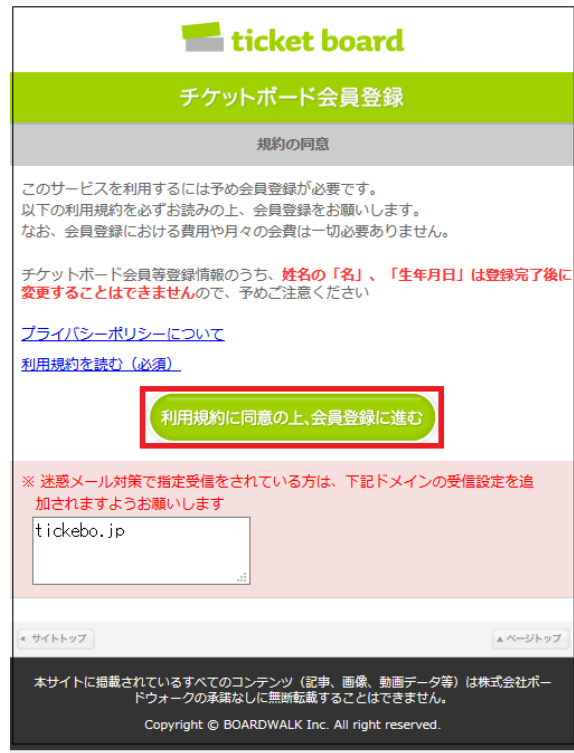 ticket board
チケットボード会員登録
規約の同意
このサービスを利用するには予め会員登録が必要です。
以下の利用規約を必ずお読みの上、会員登録をお願いします。
なお、会員登録における費用や月々の会費は一切必要ありません。
チケットボード会員等登録情報のうち、姓名の「名」、「生年月日」は登録完了後に
変更することはできませんので、予めご注意ください
プライバシーポリシーについて
利用規約を読む（必須）
利用規約に同意の上、会員登録に進む
※ 迷惑メール対策で指定受信をされている方は、下記ドメインの受信設定を追
加されますようお願いします
tickebo.jp
サイトトップ
ページトップ
本サイトに掲載されているすべてのコンテンツ（記事、画像、動画データ等）は株式会社ボー
ドウォークの承諾なしに無断転載することはできません。
Copyright © BOARDWALK Inc. All right reserved.